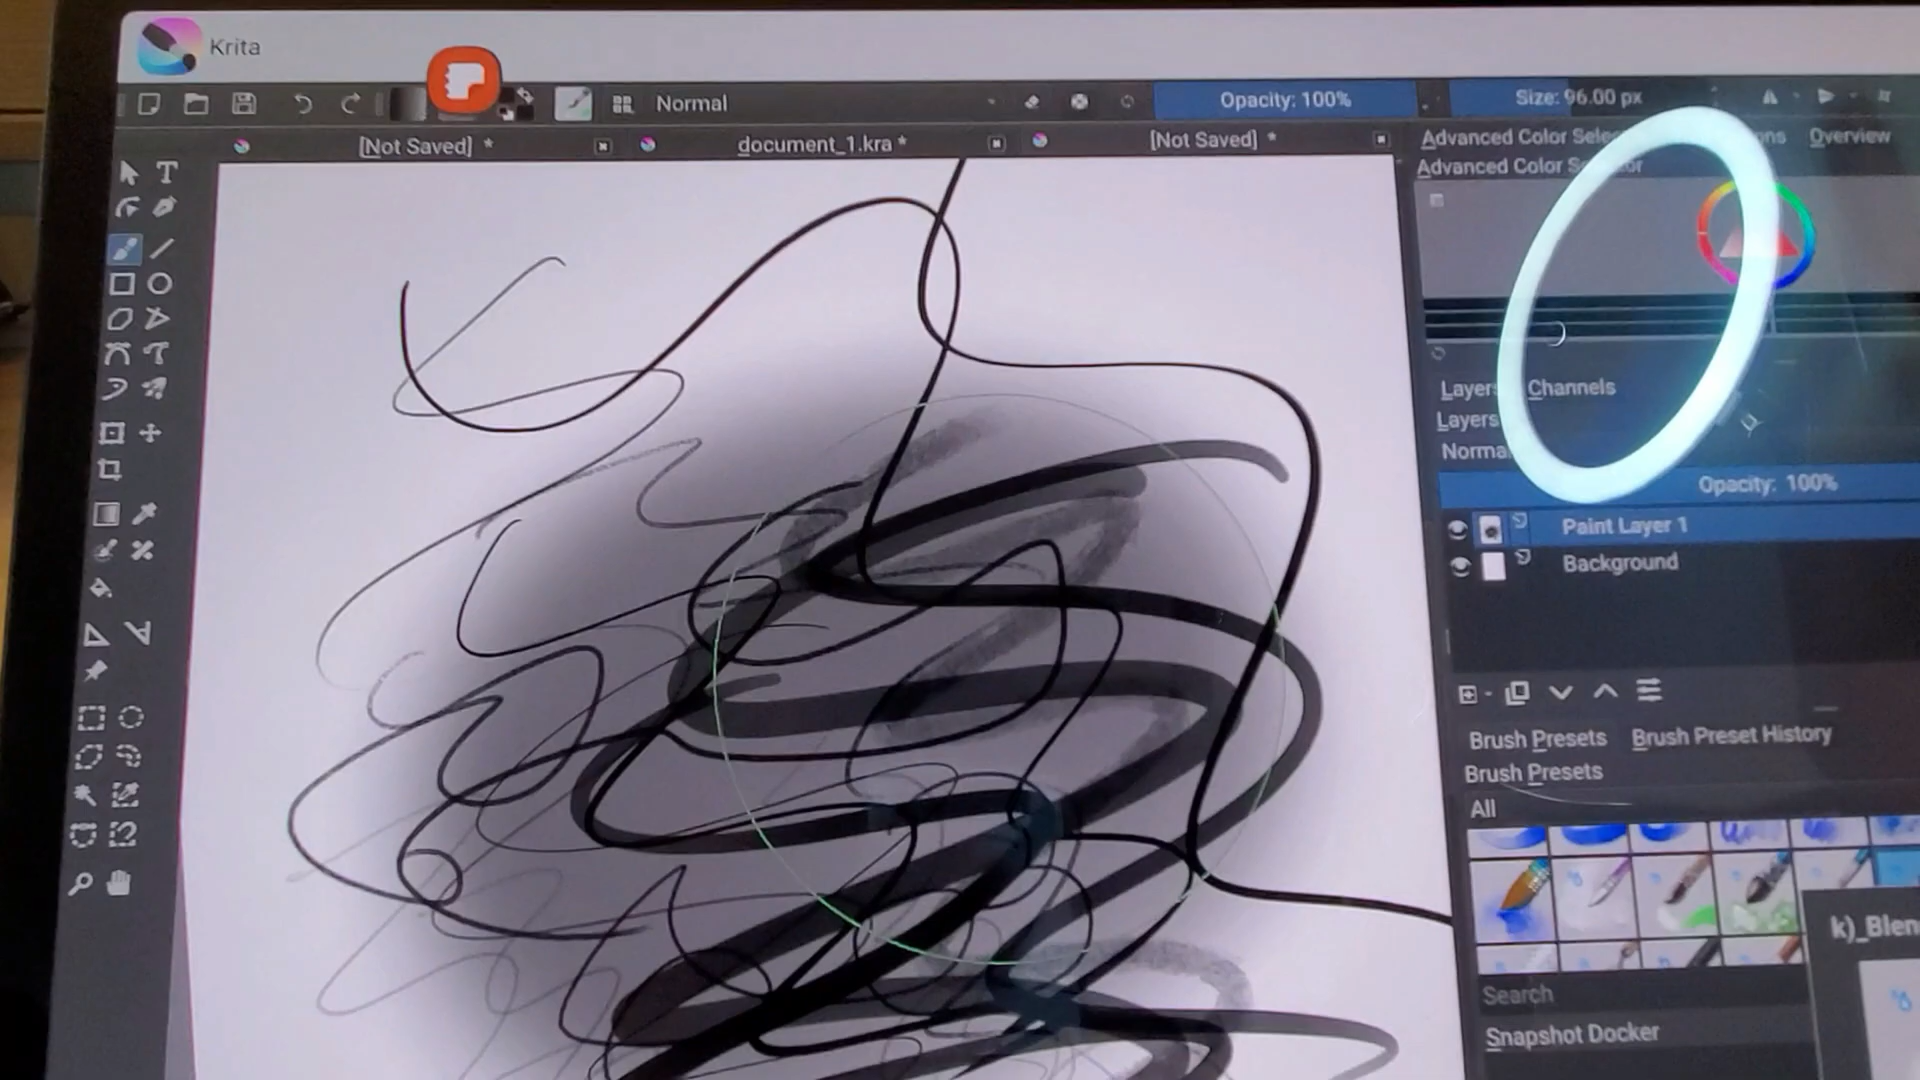 Krita
Normal
Opacity: 100%
Size: 96.00 px
[Not Saved] *
document_1.kra *
[Not Saved] *
Advanced Color
Overview
Advanced Color
Layers
Channels
Layers
Normal
Opacity: 100%
Paint Layer 1
Background
Brush Presets
Brush Preset History
Brush Presets
All
k)_Blen
Search
Snapshot Docker